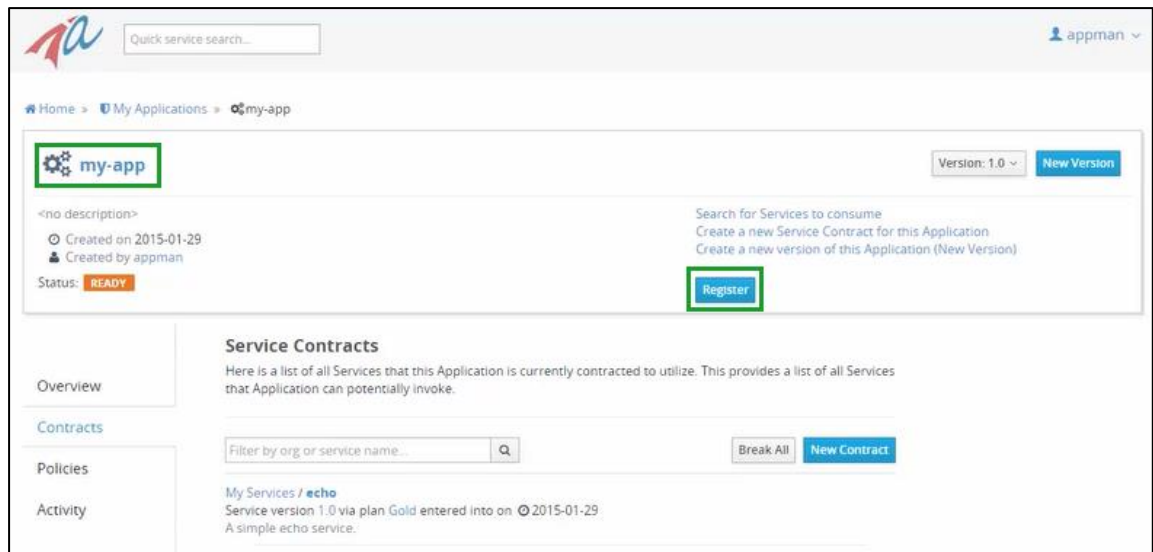 Quick service search...
appman
Home » My Applications » my-app
my-app
Version: 1.0
New Version
<no description>
Created on 2015-01-29
Created by appman
Status: READY
Search for Services to consume
Create a new Service Contract for this Application
Create a new version of this Application (New Version)
Register
Overview
Contracts
Policies
Activity
Service Contracts
Here is a list of all Services that this Application is currently contracted to utilize. This provides a list of all Services
that Application can potentially invoke.
Filter by org or service name...
Break All
New Contract
My Services / echo
Service version 1.0 via plan Gold entered into on 2015-01-29
A simple echo service.